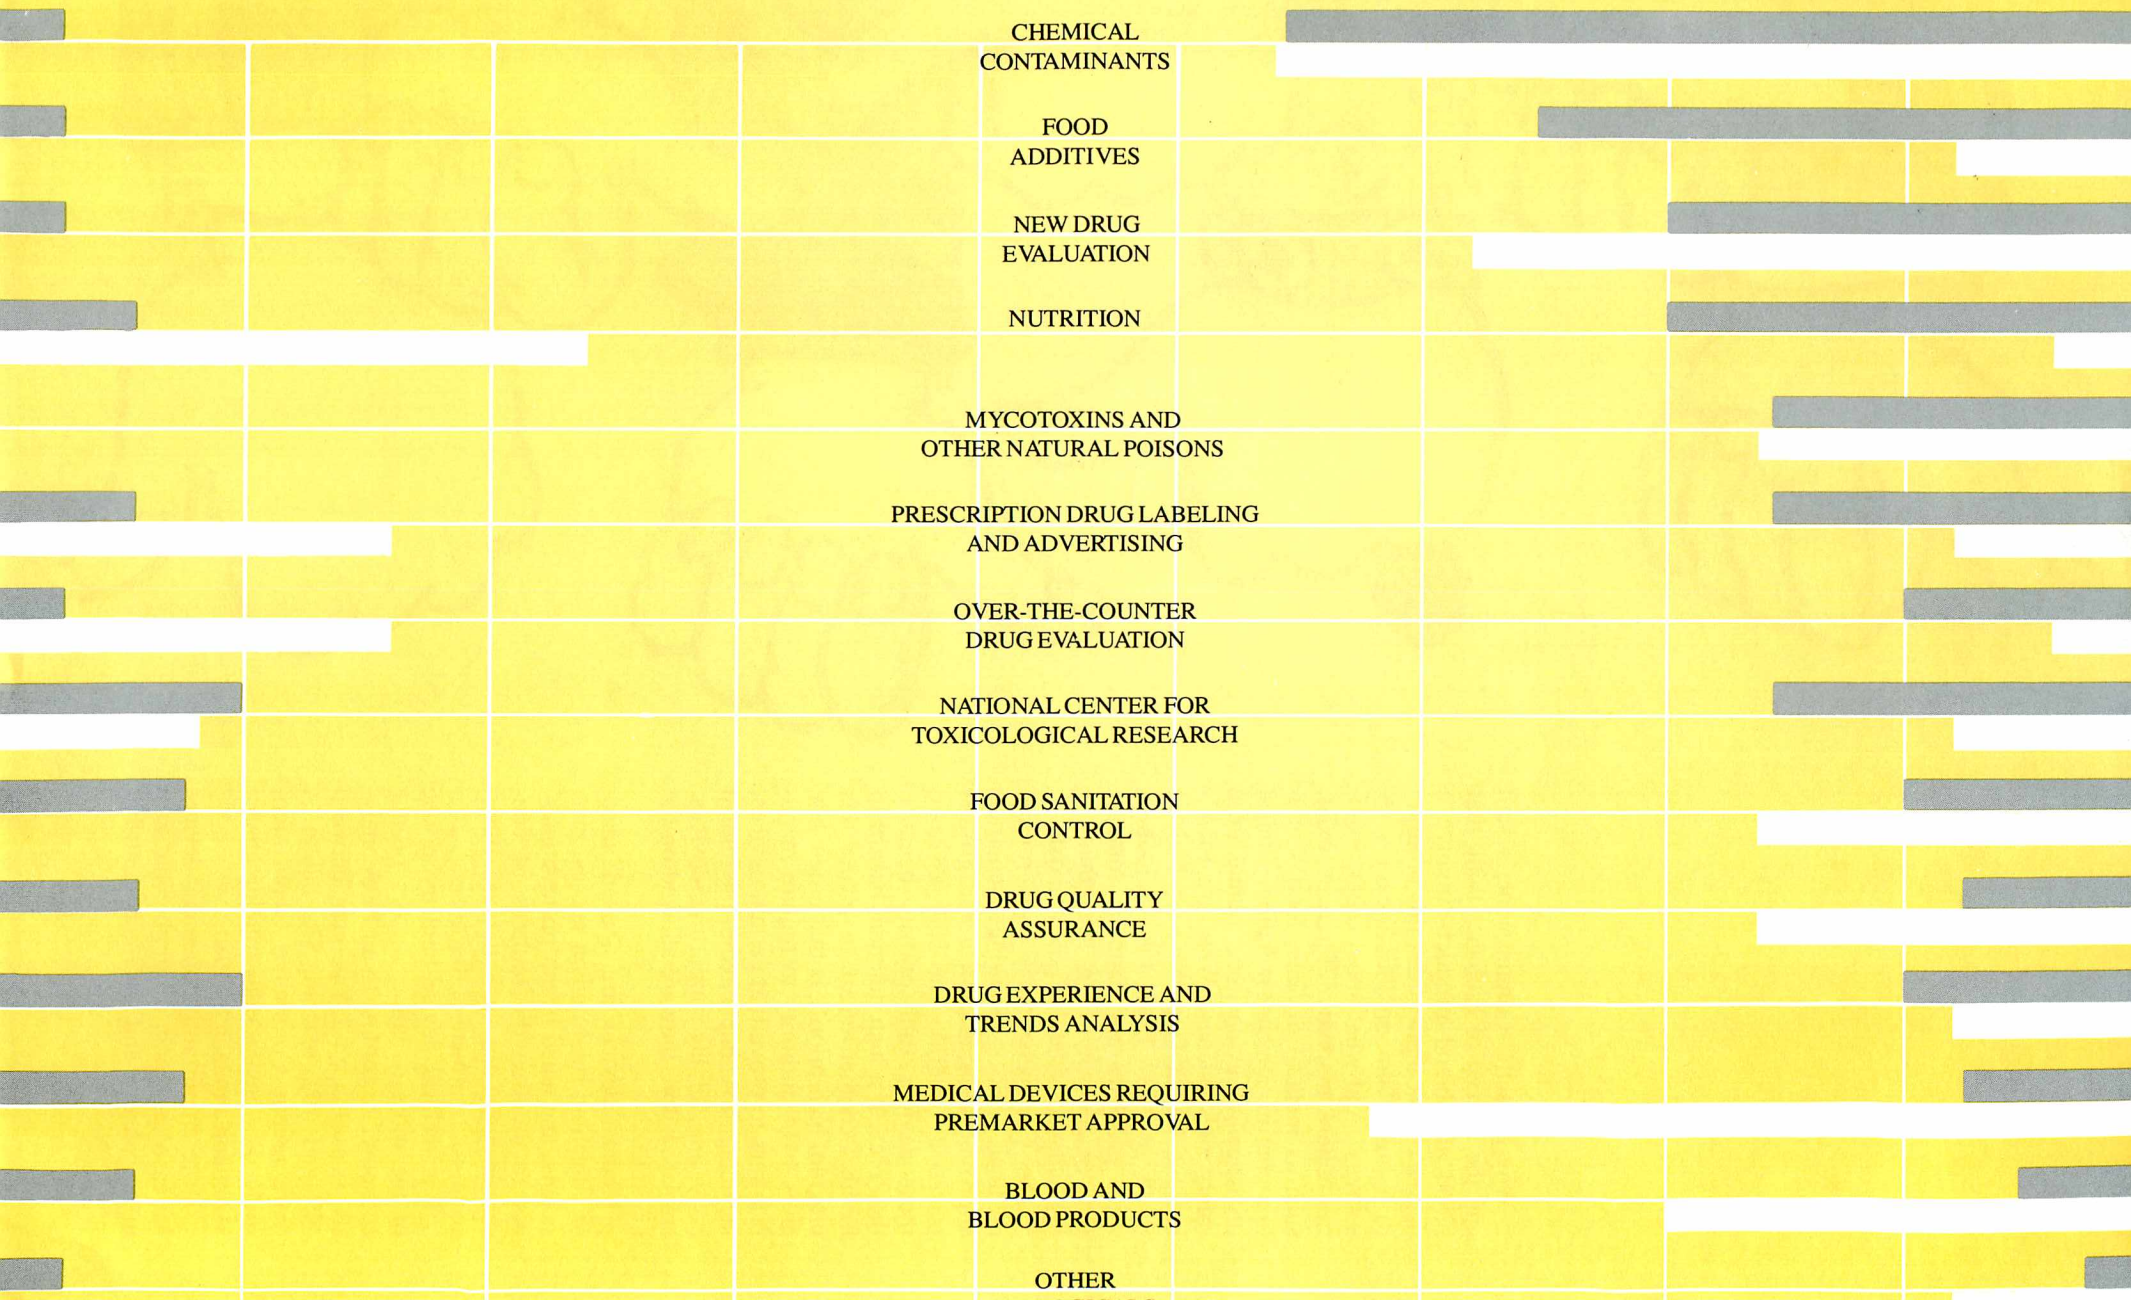 CHEMICAL
CONTAMINANTS
FOOD
ADDITIVES
NEW DRUG
EVALUATION
NUTRITION
MYCOTOXINS AND
OTHER NATURAL POISONS
PRESCRIPTION DRUG LABELING
AND ADVERTISING
OVER-THE-COUNTER
DRUG EVALUATION
NATIONAL CENTER FOR
TOXICOLOGICAL RESEARCH
FOOD SANITATION
CONTROL
DRUG QUALITY
ASSURANCE
DRUG EXPERIENCE AND
TRENDS ANALYSIS
MEDICAL DEVICES REQUIRING
PREMARKET APPROVAL
BLOOD AND
BLOOD PRODUCTS
OTHER